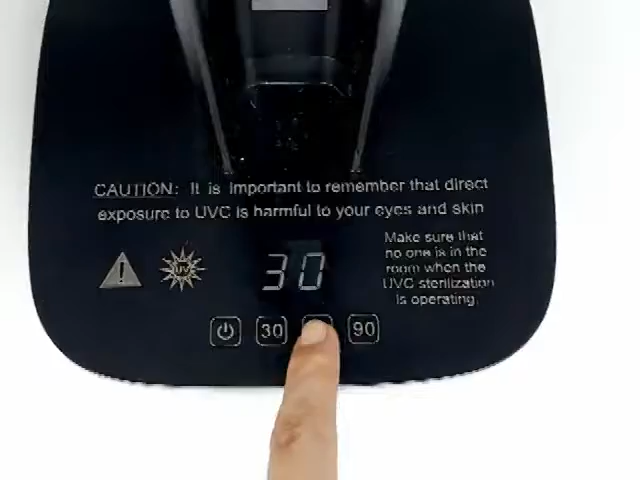 CAUTION: It is important to remember that direct
exposure to UVC is harmful to your eyes and skin
Make sure that
no one is in the
room when the
UVC sterilization
is operating.
UV
30
30 90